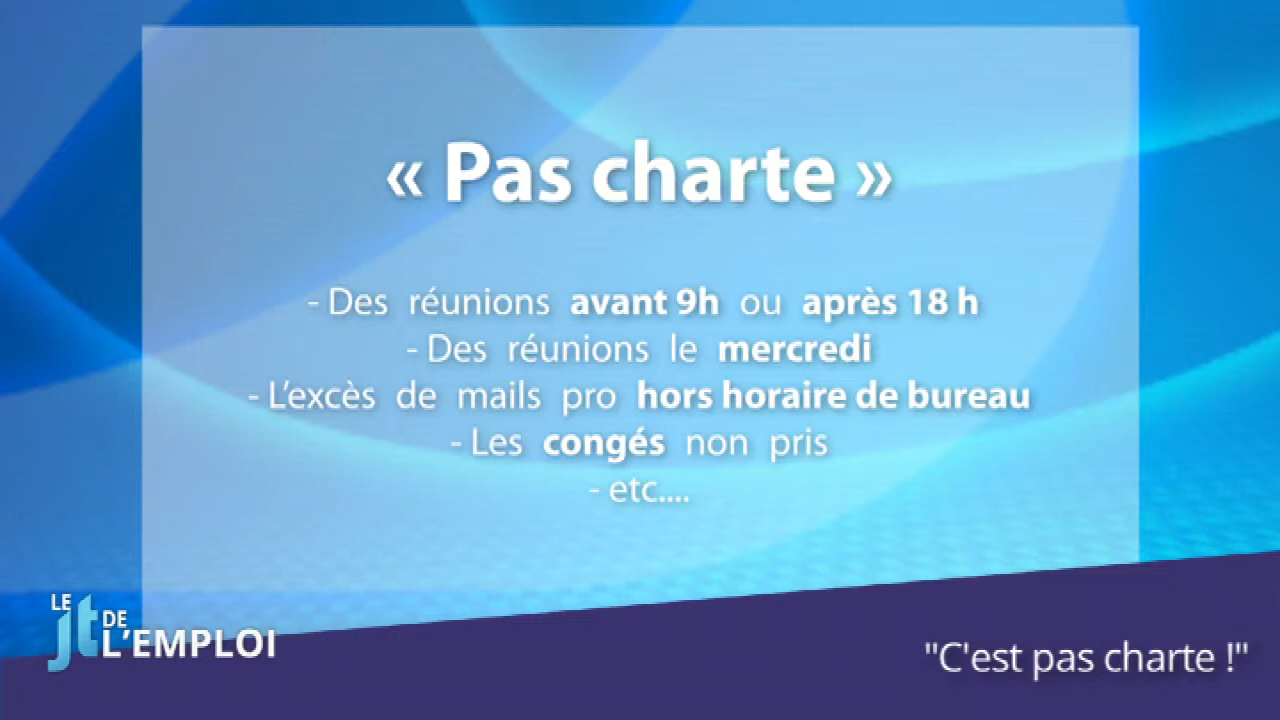 « Pas charte »
- Des réunions avant 9h ou après 18 h
- Des réunions le mercredi
- L’excès de mails pro hors horaire de bureau
- Les congés non pris
- etc....
LE jt DE L’EMPLOI
"C'est pas charte !"